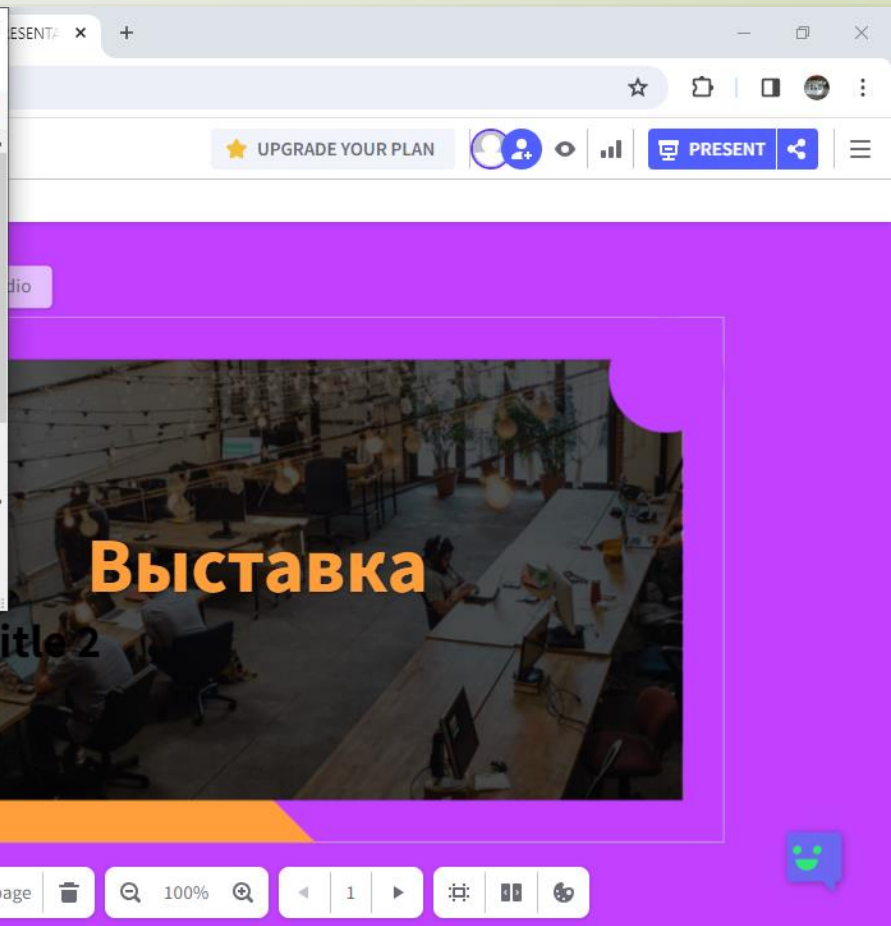 ESENTA
UPGRADE YOUR PLAN
PRESENT
dio
Выставка
itle 2
page
100%
1